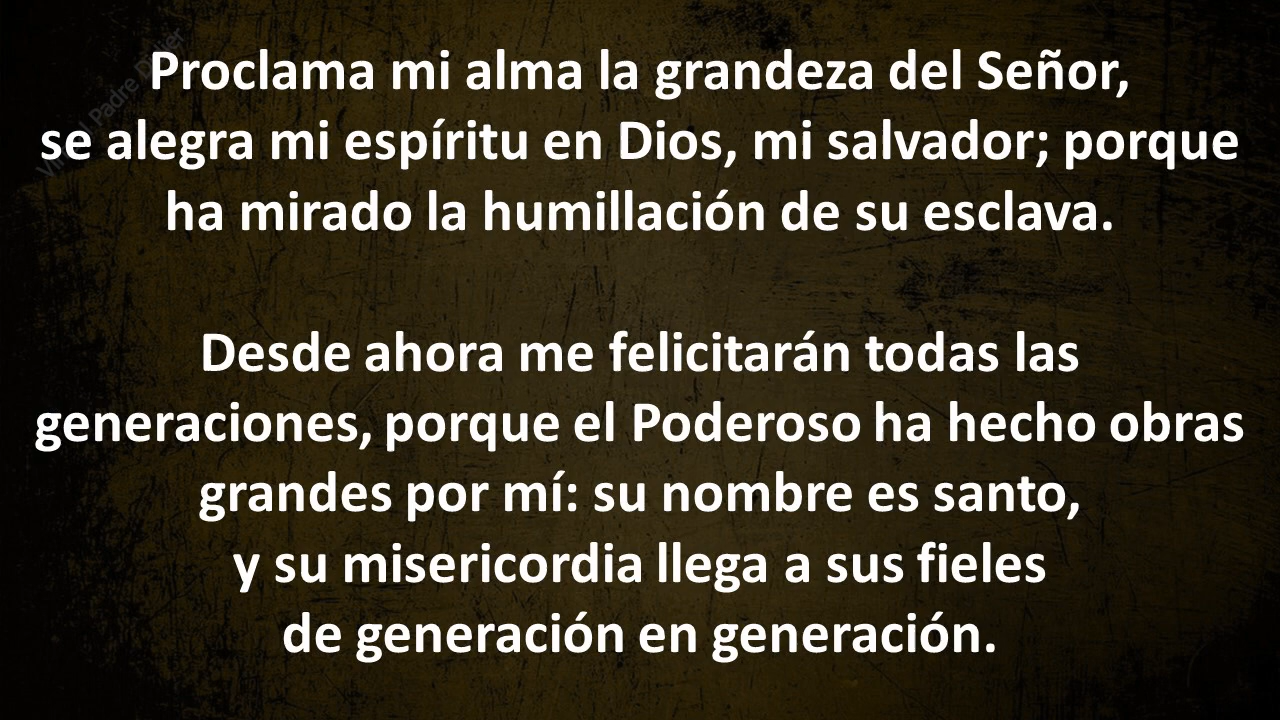 Proclama mi alma la grandeza del Señor,
se alegra mi espíritu en Dios, mi salvador; porque
ha mirado la humillación de su esclava.
Desde ahora me felicitarán todas las
generaciones, porque el Poderoso ha hecho obras
grandes por mí: su nombre es santo,
y su misericordia llega a sus fieles
de generación en generación.
Padre